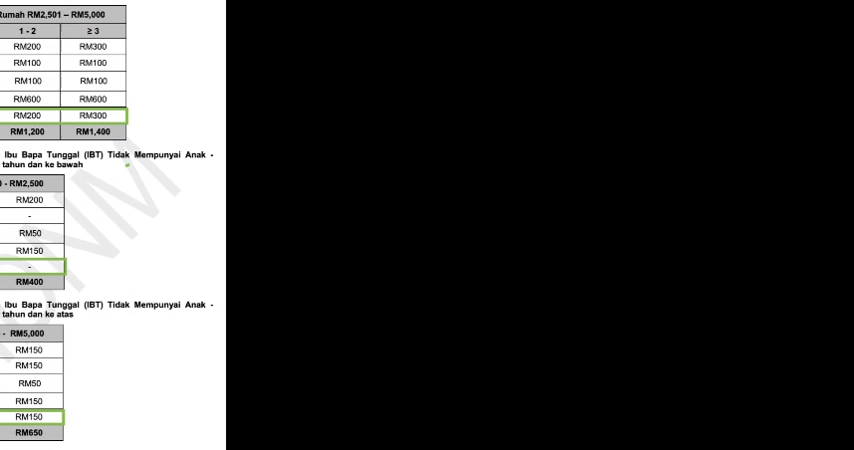 Rumah RM2,501 – RM5,000
1 - 2 ≥ 3
RM200 RM300
RM100 RM100
RM100 RM100
RM600 RM600
RM200 RM300
RM1,200 RM1,400
Ibu Bapa Tunggal (IBT) Tidak Mempunyai Anak -
tahun dan ke bawah
- RM2,500
RM200
-
RM50
RM150
-
RM400
Ibu Bapa Tunggal (IBT) Tidak Mempunyai Anak -
tahun dan ke atas
- RM5,000
RM150
RM150
RM50
RM150
RM150
RM650